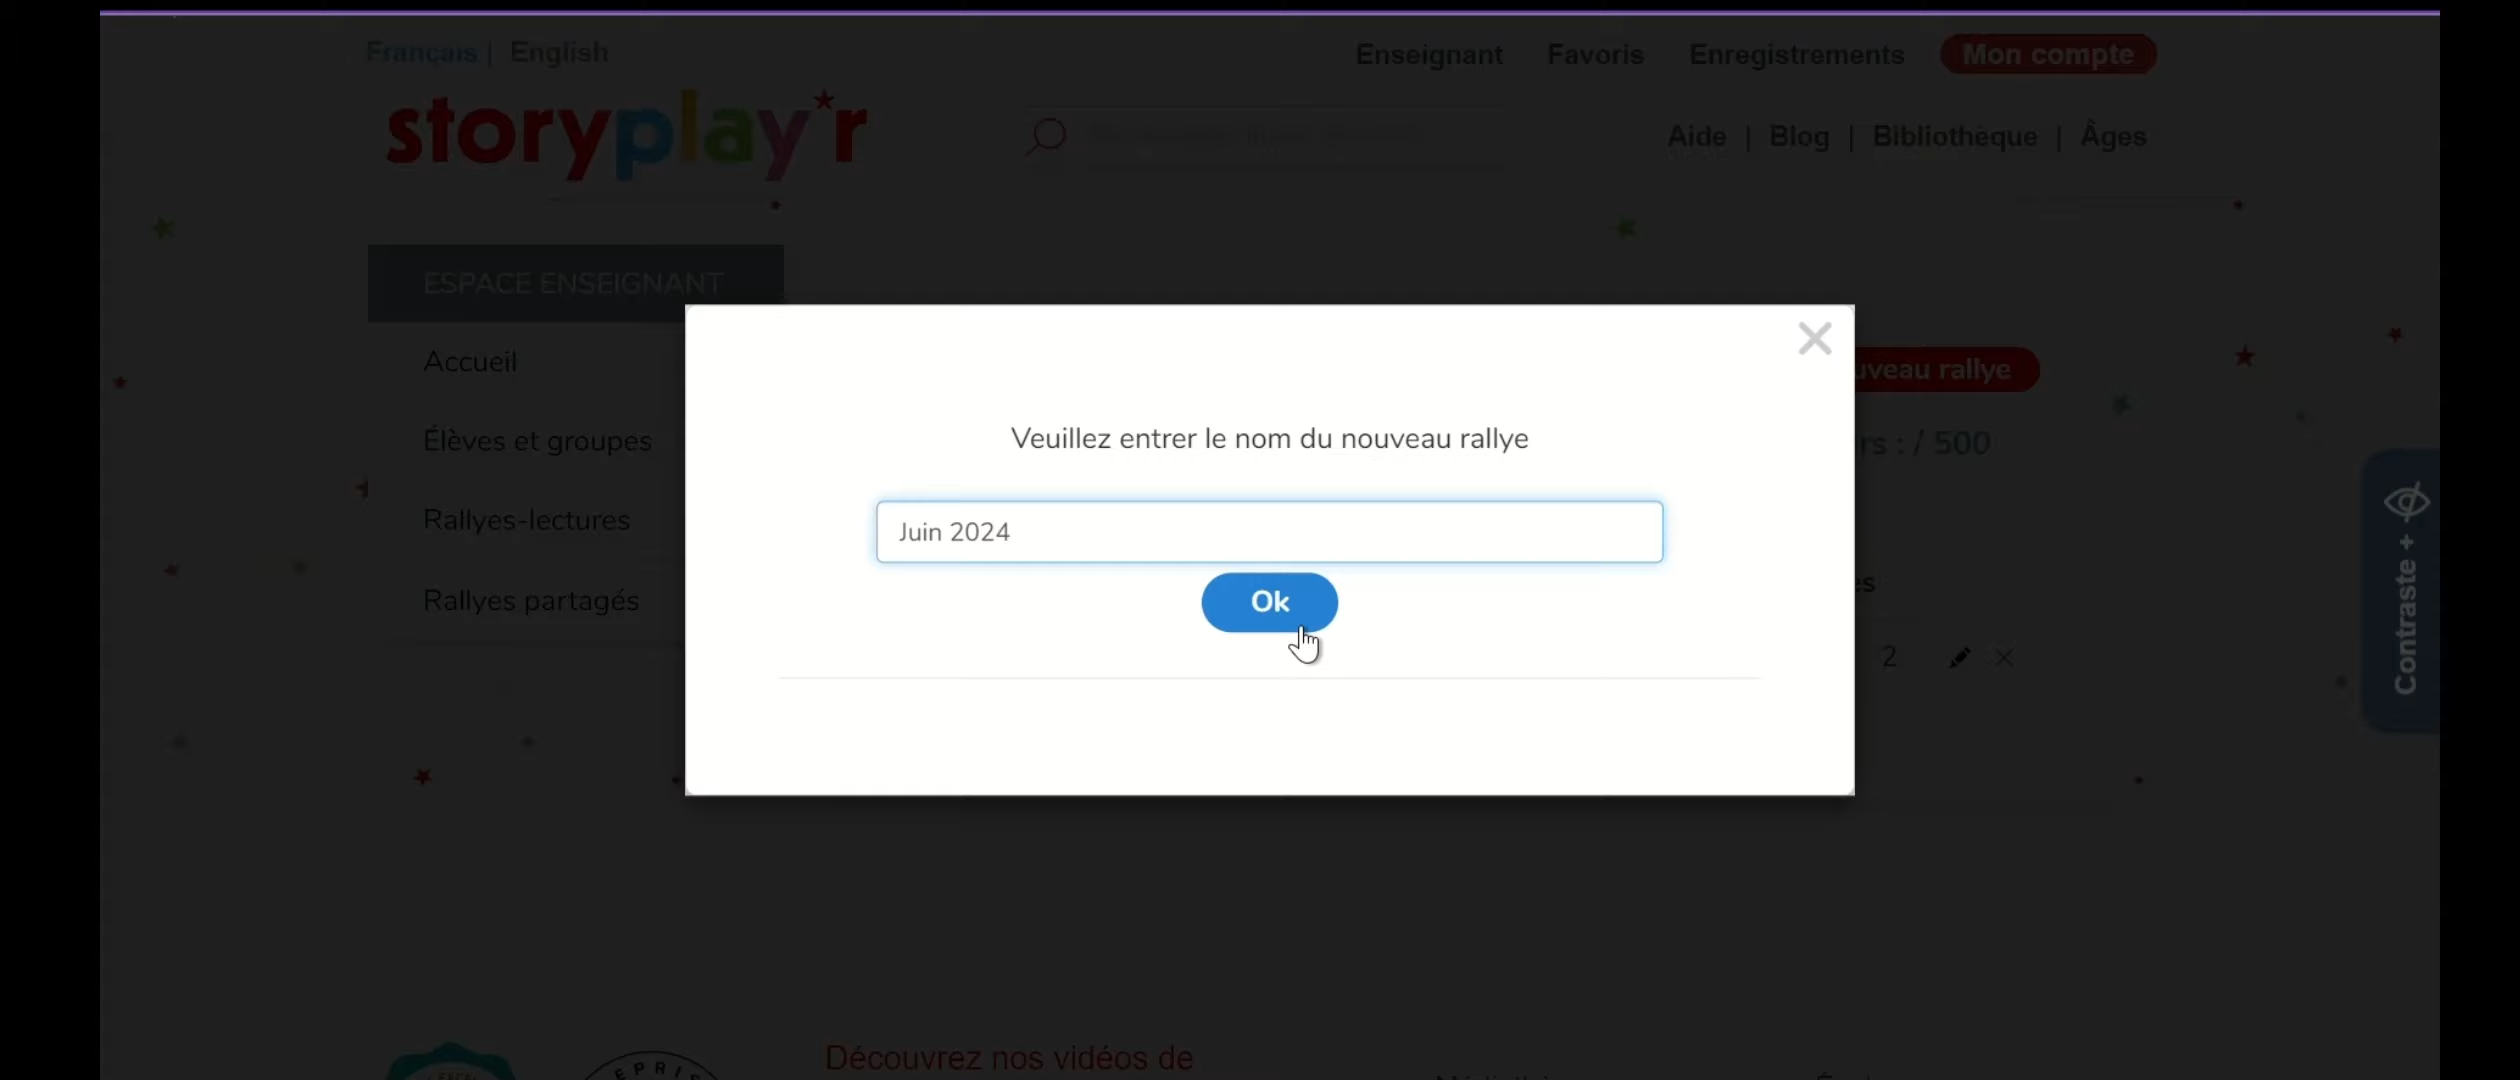 Français | English
Enseignant Favoris Enregistrements Mon compte
storyplay'r
Aide | Blog | Bibliothèque | Âges
ESPACE ENSEIGNANT
Accueil
Élèves et groupes
Rallyes-lectures
Rallyes partagés
uveau rallye
rs : / 500
es
2
Veuillez entrer le nom du nouveau rallye
Juin 2024
Ok
Contraste +
Découvrez nos vidéos de